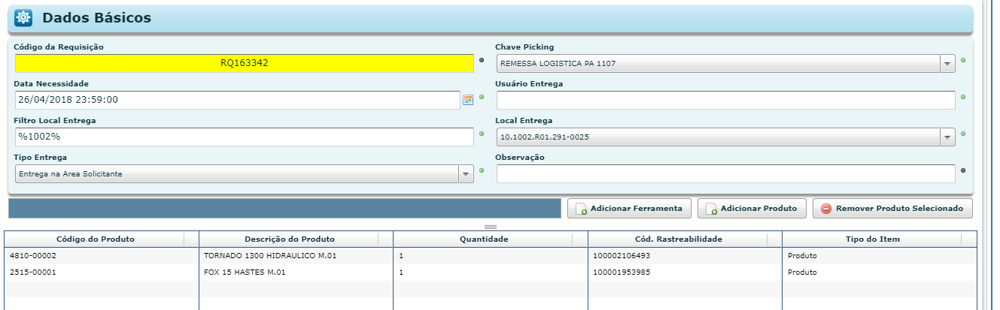 Dados Básicos
Código da Requisição
RQ163342
Chave Picking
REMESSA LOGISTICA PA 1107
Data Necessidade
26/04/2018 23:59:00
Usuário Entrega
Filtro Local Entrega
%1002%
Local Entrega
10.1002.R01.291-0025
Tipo Entrega
Entrega na Area Solicitante
Observação
Adicionar Ferramenta Adicionar Produto Remover Produto Selecionado
Código do Produto Descrição do Produto Quantidade Cód. Rastreabilidade Tipo do Item
4810-00002 TORNADO 1300 HIDRAULICO M.01 1 100002106493 Produto
2515-00001 FOX 15 HASTES M.01 1 100001953985 Produto